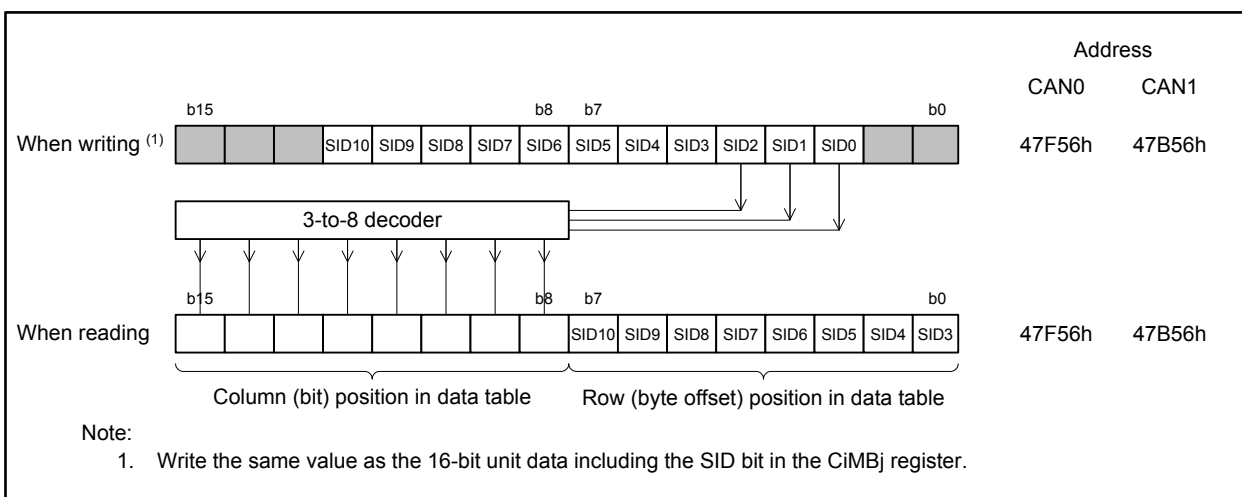 Address
CAN0 CAN1
b15 b8 b7 b0
When writing (1) SID10 SID9 SID8 SID7 SID6 SID5 SID4 SID3 SID2 SID1 SID0 47F56h 47B56h
3-to-8 decoder
b15 b8 b7 b0
When reading SID10 SID9 SID8 SID7 SID6 SID5 SID4 SID3 47F56h 47B56h
Column (bit) position in data table Row (byte offset) position in data table
Note:
1. Write the same value as the 16-bit unit data including the SID bit in the CiMBj register.